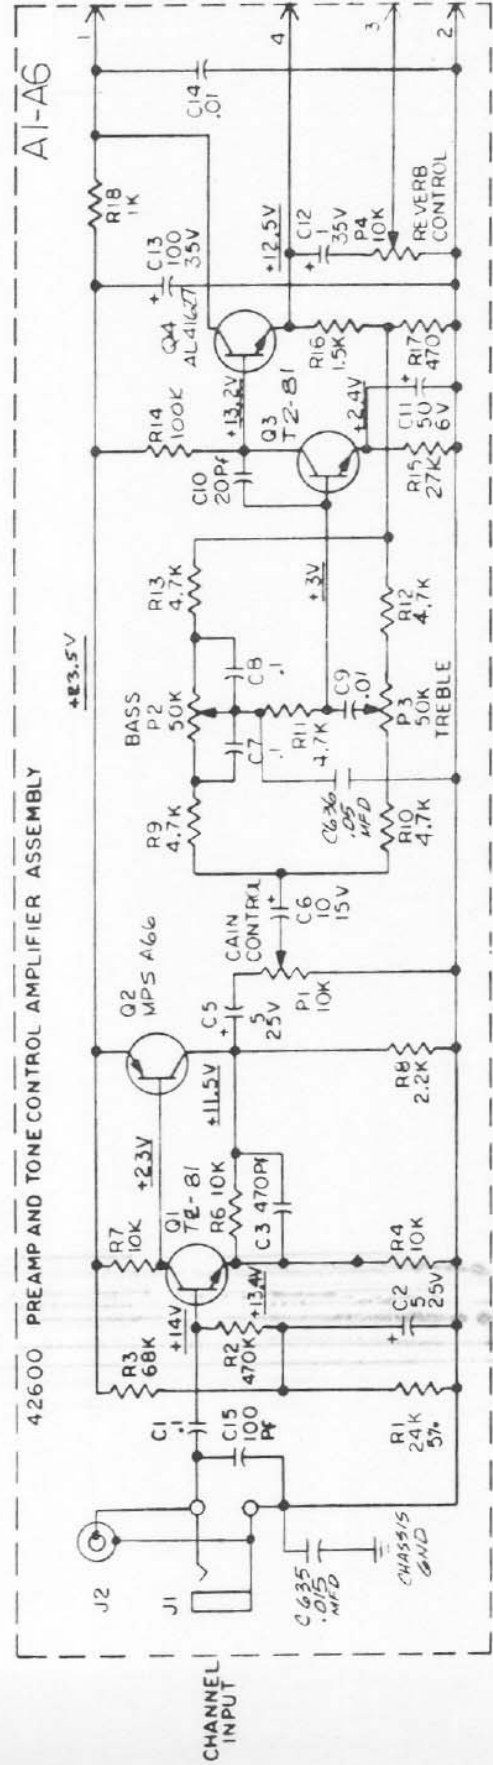 42600 PREAMP AND TONE CONTROL AMPLIFIER ASSEMBLY
A1-A6
CHANNEL
INPUT
J2
J1
C635
.015
MFD
CHASSIS
GND
C1
.1
C15
100
Pf
R3
68K
+14V
R2
470K
R1
24K
5%
C2
5
25V
R7
10K
Q1
T2-81
+13.4V
+23V
R6 10K
C3 470Pf
R4
10K
Q2
MPS A66
+11.5V
C5
5
25V
R8
2.2K
P1
10K
GAIN
CONTROL
C6
10
15V
+23.5V
R9
4.7K
BASS
P2
50K
C7
.1
C8
.1
R13
4.7K
R11
4.7K
C636
.05
MFD
C9
.01
R10
4.7K
P3
50K
TREBLE
R12
4.7K
+3V
R14
100K
C10
20Pf
+13.2V
Q3
T2-81
+2.4V
R15
27K
C11
50
6V
Q4
AL41627
C13
100
35V
R16
1.5K
R17
470
R18
1K
+12.5V
C12
1
35V
P4
10K
REVERB
CONTROL
C14
.01
1
4
3
2